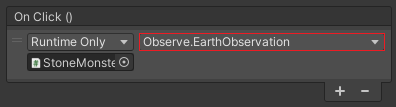 On Click ()
Runtime Only Observe.EarthObservation
StoneMonste